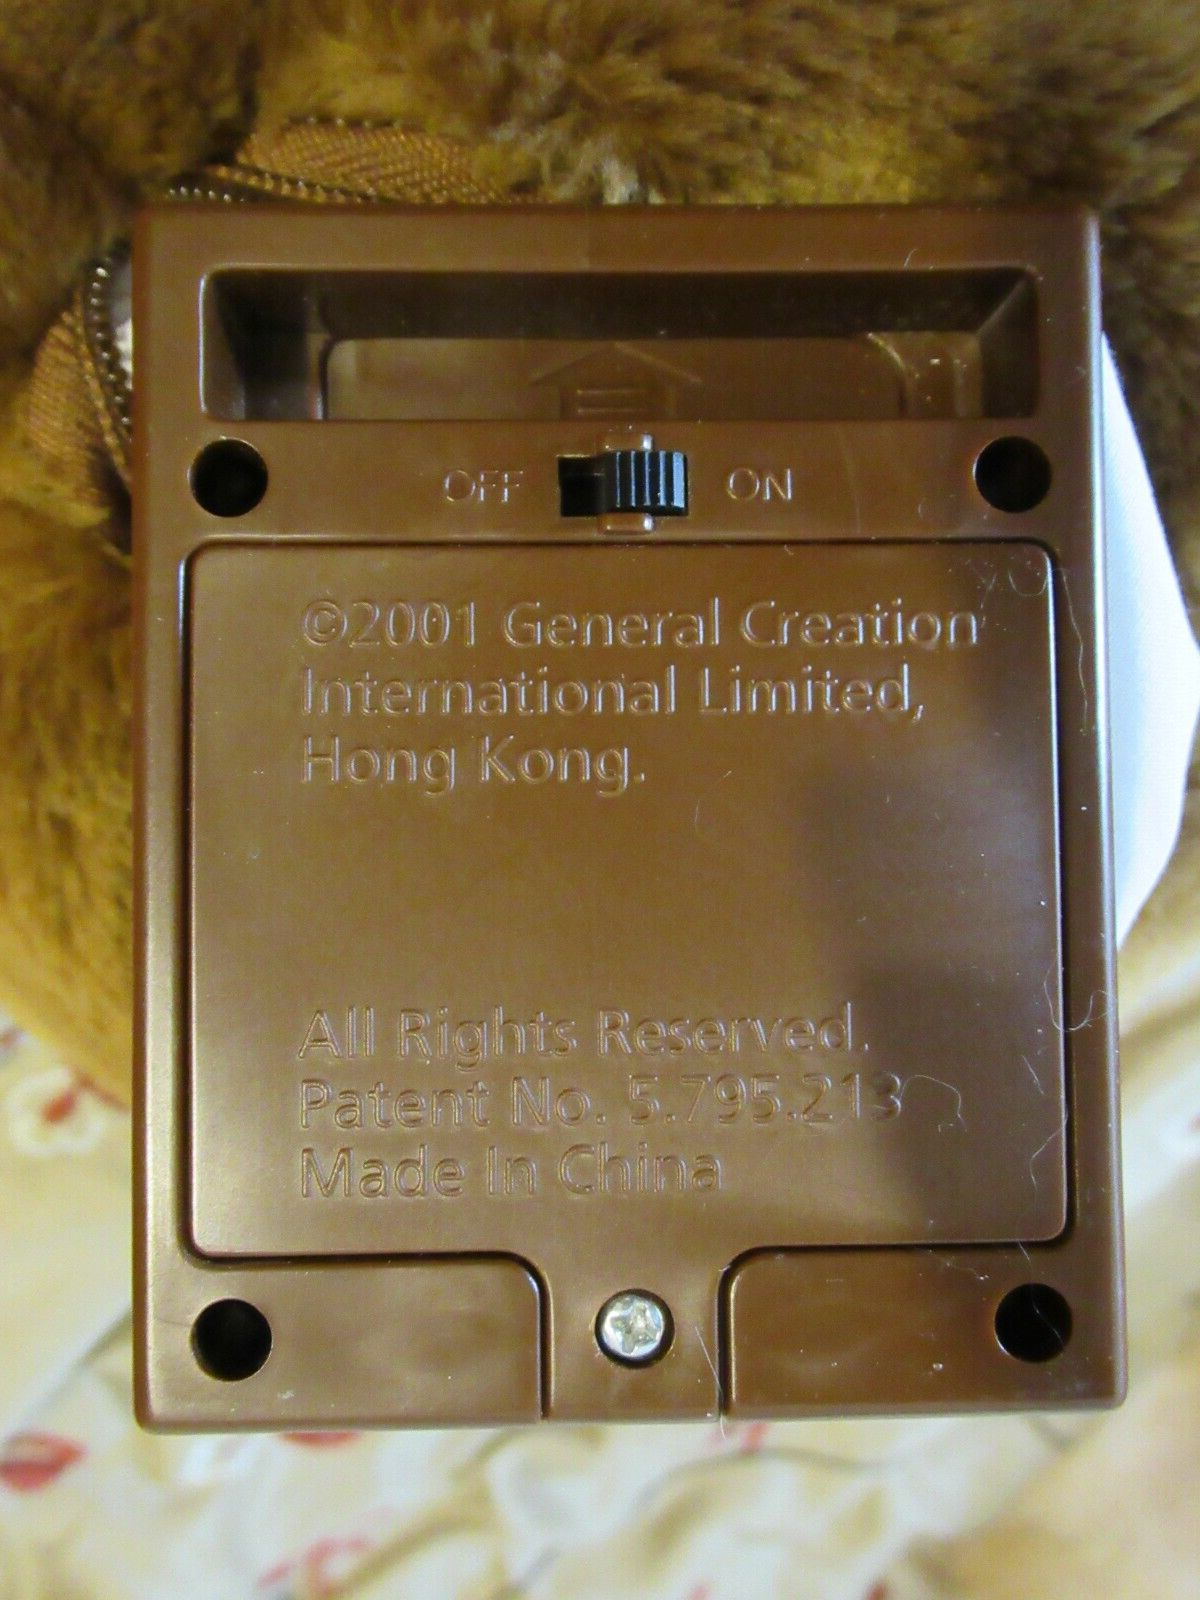 OFF ON
©2001 General Creation
International Limited,
Hong Kong.
All Rights Reserved.
Patent No. 5.795.213
Made In China